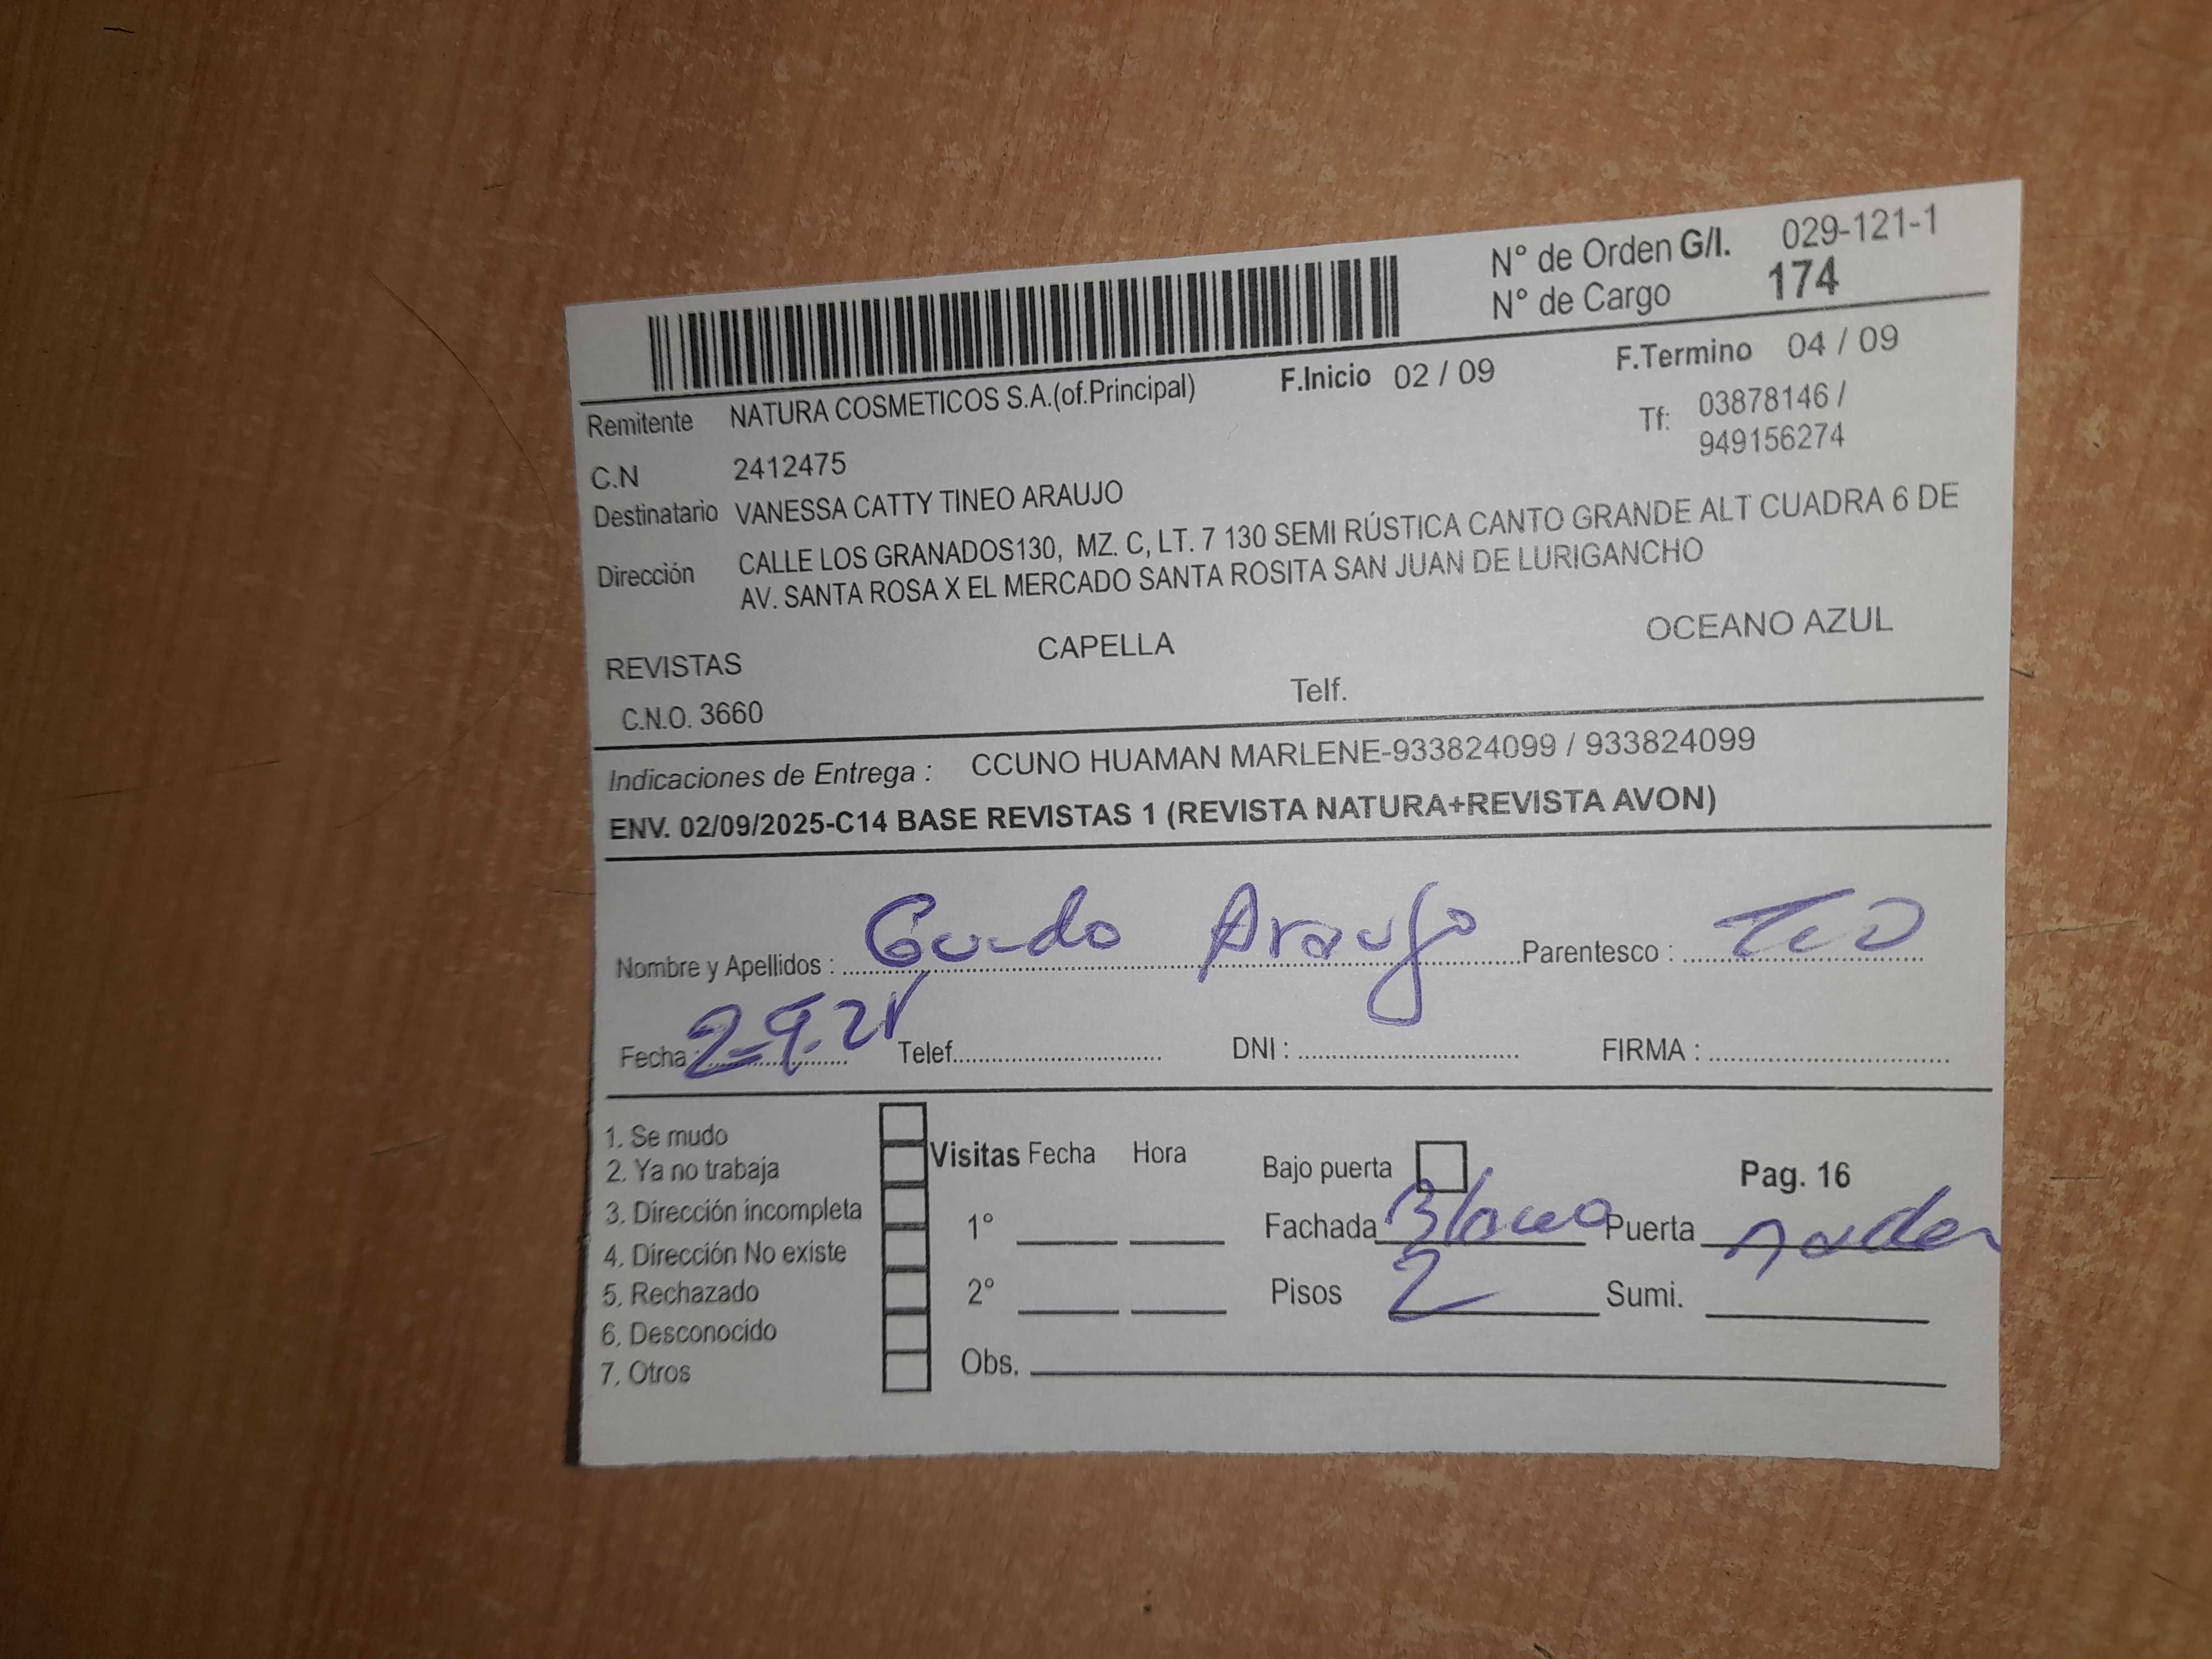 N° de Orden G/I. 029-121-1
N° de Cargo 174
Remitente NATURA COSMETICOS S.A.(of.Principal) F.Inicio 02 / 09 F.Termino 04 / 09
Tf: 03878146 /
949156274
C.N 2412475
Destinatario VANESSA CATTY TINEO ARAUJO
Dirección CALLE LOS GRANADOS130, MZ. C, LT. 7 130 SEMI RÚSTICA CANTO GRANDE ALT CUADRA 6 DE
AV. SANTA ROSA X EL MERCADO SANTA ROSITA SAN JUAN DE LURIGANCHO
REVISTAS CAPELLA OCEANO AZUL
C.N.O. 3660 Telf.
Indicaciones de Entrega : CCUNO HUAMAN MARLENE-933824099 / 933824099
ENV. 02/09/2025-C14 BASE REVISTAS 1 (REVISTA NATURA+REVISTA AVON)
Nombre y Apellidos : Araujo Parentesco :
Fecha : Telef. DNI : FIRMA :
1. Se mudo
2. Ya no trabaja
3. Dirección incompleta
4. Dirección No existe
5. Rechazado
6. Desconocido
7. Otros
Visitas Fecha Hora Bajo puerta Pag. 16
1° Fachada Puerta
2° Pisos 2 Sumi.
Obs.